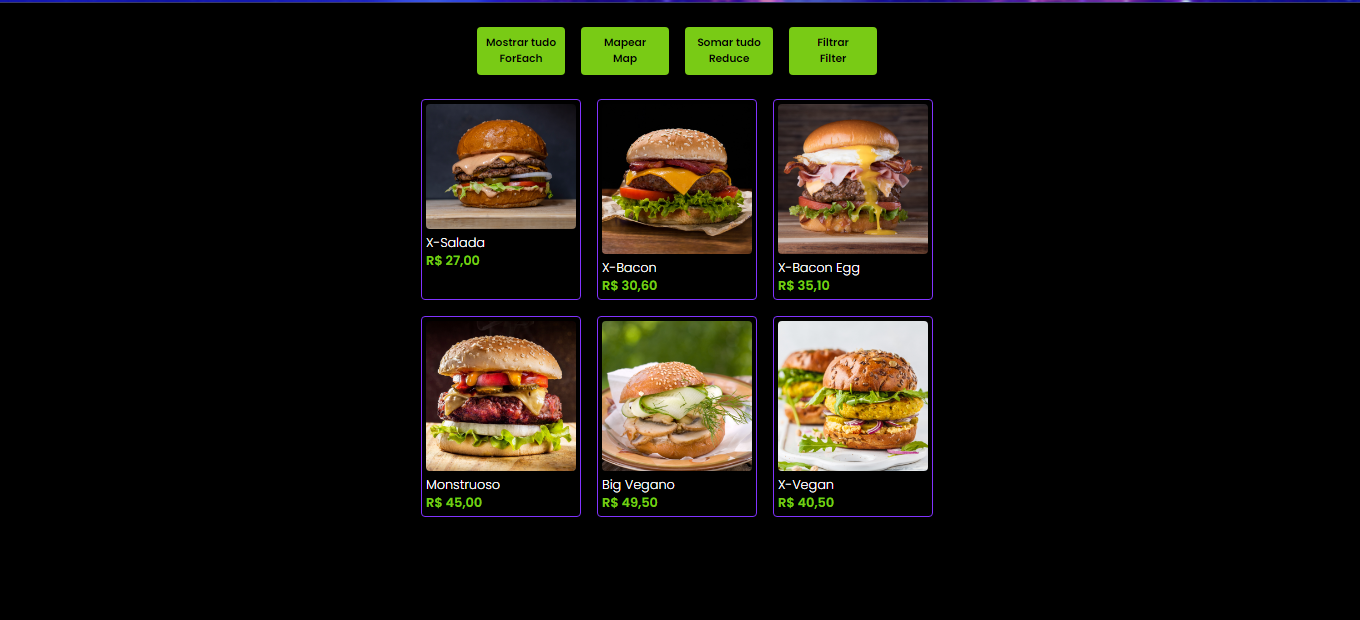 Mostrar tudo
ForEach
Mapear
Map
Somar tudo
Reduce
Filtrar
Filter
X-Salada
R$ 27,00
X-Bacon
R$ 30,60
X-Bacon Egg
R$ 35,10
Monstruoso
R$ 45,00
Big Vegano
R$ 49,50
X-Vegan
R$ 40,50